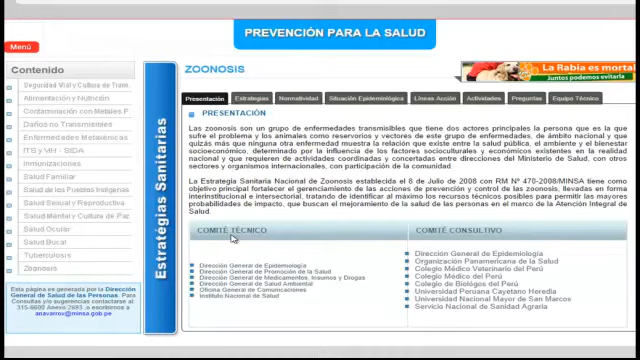 PREVENCIÓN PARA LA SALUD
Menú
Contenido
Seguridad Vial y Cultura de Tran.
Alimentación y Nutrición
Contaminación con Metales P
Daños no Transmisibles
Enfermedades Metaxénicas
ITS y VIH - SIDA
Inmunizaciones
Salud Familiar
Salud de los Pueblos Indígenas
Salud Sexual y Reproductiva
Salud Mental y Cultura de Paz
Salud Ocular
Salud Bucal
Tuberculosis
Zoonosis
Esta página es generada por la Dirección
General de Salud de las Personas. Para
Consultas y/o sugerencias contactarse al:
315-6600 Anexo 2683 ,o escribirnos a
anavarrov@minsa.gob.pe
Estratégias Sanitarias
ZOONOSIS
La Rabia es mortal
Juntos podemos evitarla
Presentación
Estrategias
Normatividad
Situación Epidemiológica
Líneas Acción
Actividades
Preguntas
Equipo Técnico
PRESENTACIÓN
Las zoonosis son un grupo de enfermedades transmisibles que tiene dos actores principales la persona que es la que
sufre el problema y los animales como reservorios y vectores de este grupo de enfermedades, de ámbito nacional y que
quizás más que ninguna otra enfermedad muestra la relación que existe entre la salud pública, el ambiente y el bienestar
socioeconómico, determinado por la influencia de los factores socioculturales y económicos existentes en la realidad
nacional y que requieren de actividades coordinadas y concertadas entre direcciones del Ministerio de Salud, con otros
sectores y organismos internacionales, con participación de la comunidad.
La Estrategia Sanitaria Nacional de Zoonosis establecida el 8 de Julio de 2008 con RM Nº 470-2008/MINSA tiene como
objetivo principal fortalecer el gerenciamiento de las acciones de prevención y control de las zoonosis, llevadas en forma
interinstitucional e intersectorial, tratando de identificar al máximo los recursos técnicos posibles para permitir las mayores
probabilidades de impacto, que buscan el mejoramiento de la salud de las personas en el marco de la Atención Integral de
Salud.
COMITÉ TÉCNICO
COMITÉ CONSULTIVO
Dirección General de Epidemiología
Dirección General de Promoción de la Salud
Dirección General de Medicamentos, Insumos y Drogas
Dirección General de Salud Ambiental
Oficina General de Comunicaciones
Instituto Nacional de Salud
Dirección General de Epidemiología
Organización Panamericana de la Salud
Colegio Médico Veterinario del Perú
Colegio Médico del Perú
Colegio de Biológos del Perú
Universidad Peruana Cayetano Heredia
Universidad Nacional Mayor de San Marcos
Servicio Nacional de Sanidad Agraria